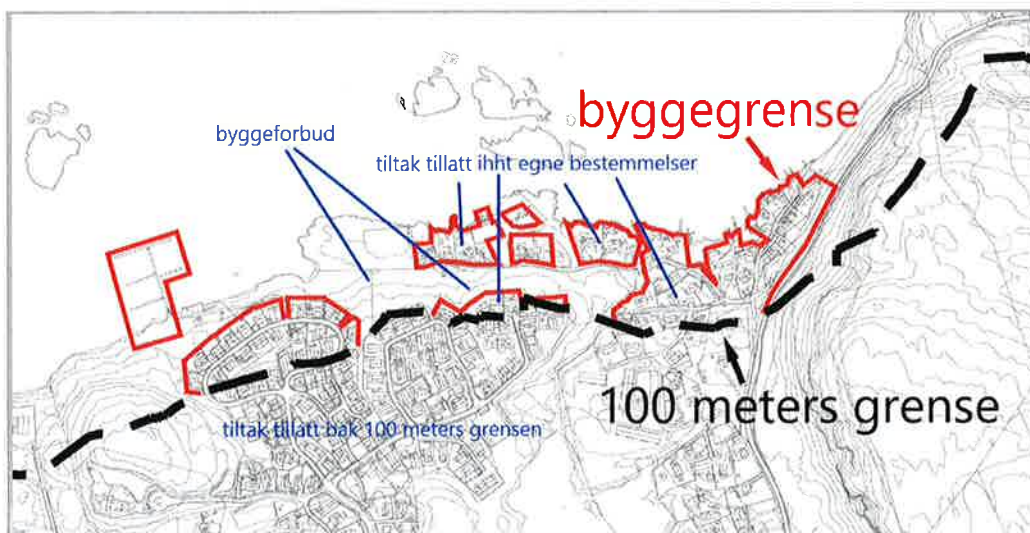 byggegrense
byggeforbud
tiltak tillatt ihht egne bestemmelser
100 meters grense
tiltak tillatt bak 100 meters grensen